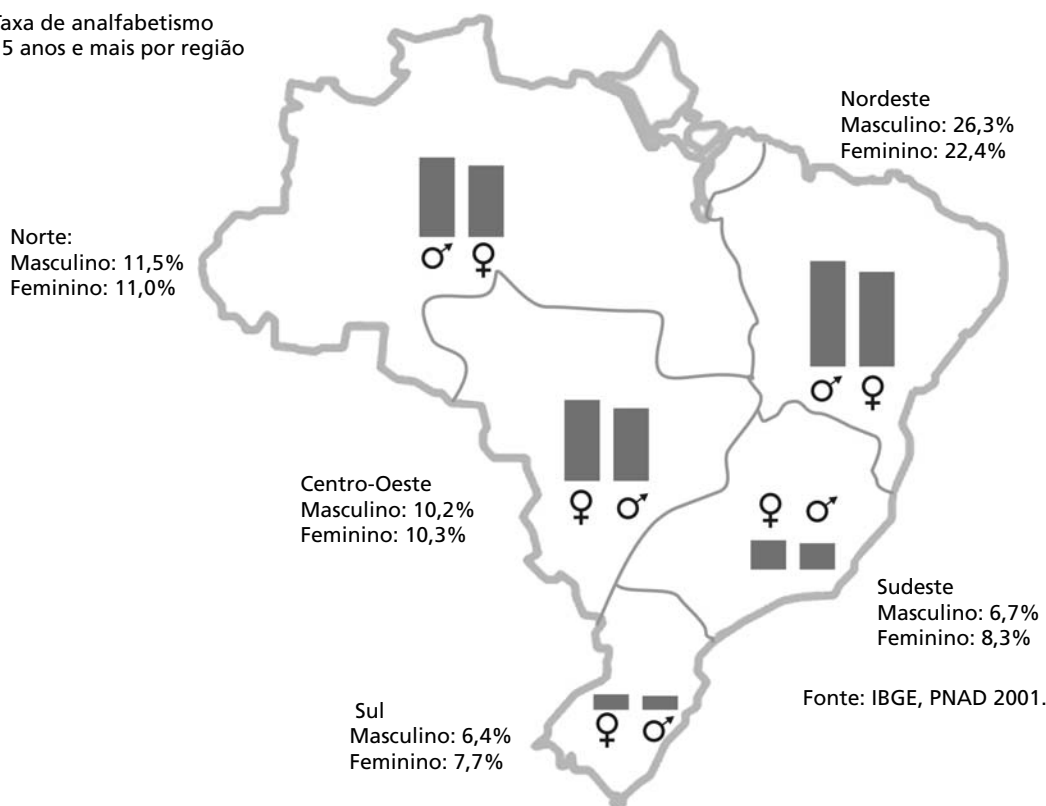 Taxa de analfabetismo
5 anos e mais por região
Nordeste
Masculino: 26,3%
Feminino: 22,4%
Norte:
Masculino: 11,5%
Feminino: 11,0%
Centro-Oeste
Masculino: 10,2%
Feminino: 10,3%
Sudeste
Masculino: 6,7%
Feminino: 8,3%
Fonte: IBGE, PNAD 2001.
Sul
Masculino: 6,4%
Feminino: 7,7%